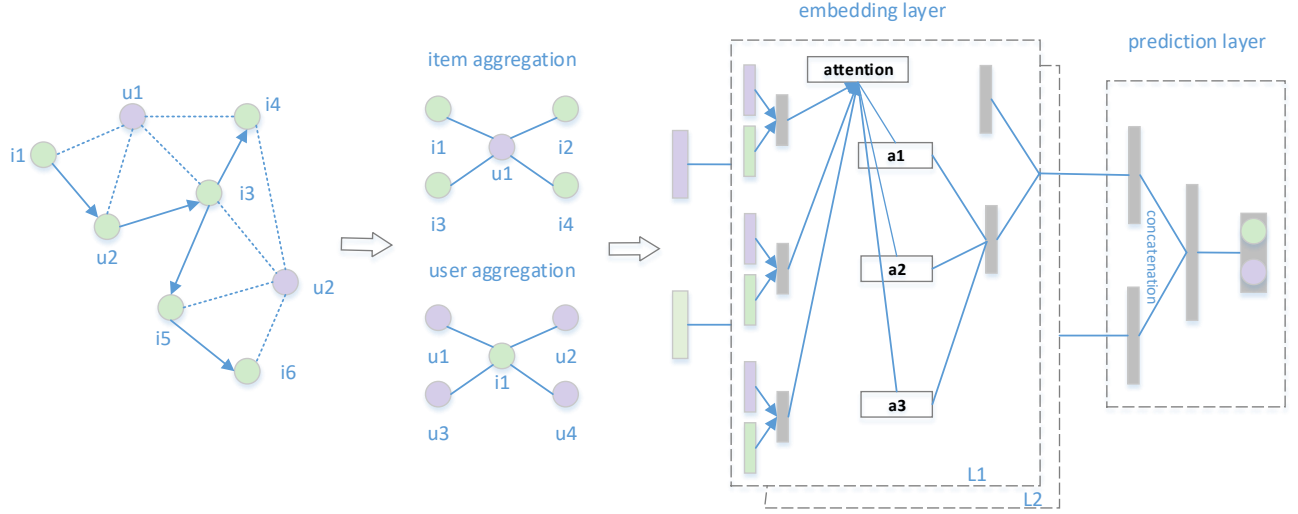 embedding layer
prediction layer
item aggregation
attention
u1
i4
i1
i1
i2
u1
a1
i3
u2
i3
i4
concatenation
user aggregation
a2
u2
i5
u1
u2
i1
i6
u3
u4
a3
L1
L2